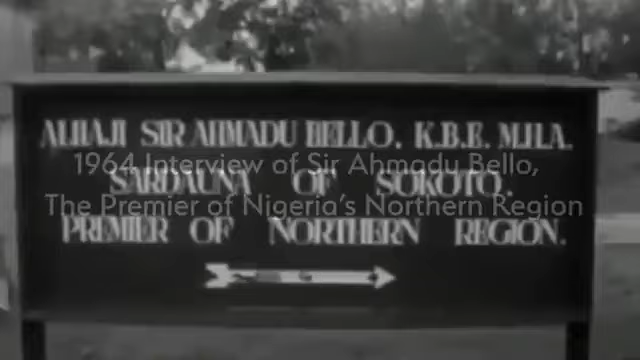 ALHAJI SIR AHMADU BELLO. K.B.E. M.H.A.
SARDAUNA OF SOKOTO.
PREMIER OF NORTHERN REGION.
1964 Interview of Sir Ahmadu Bello,
The Premier of Nigeria's Northern Region